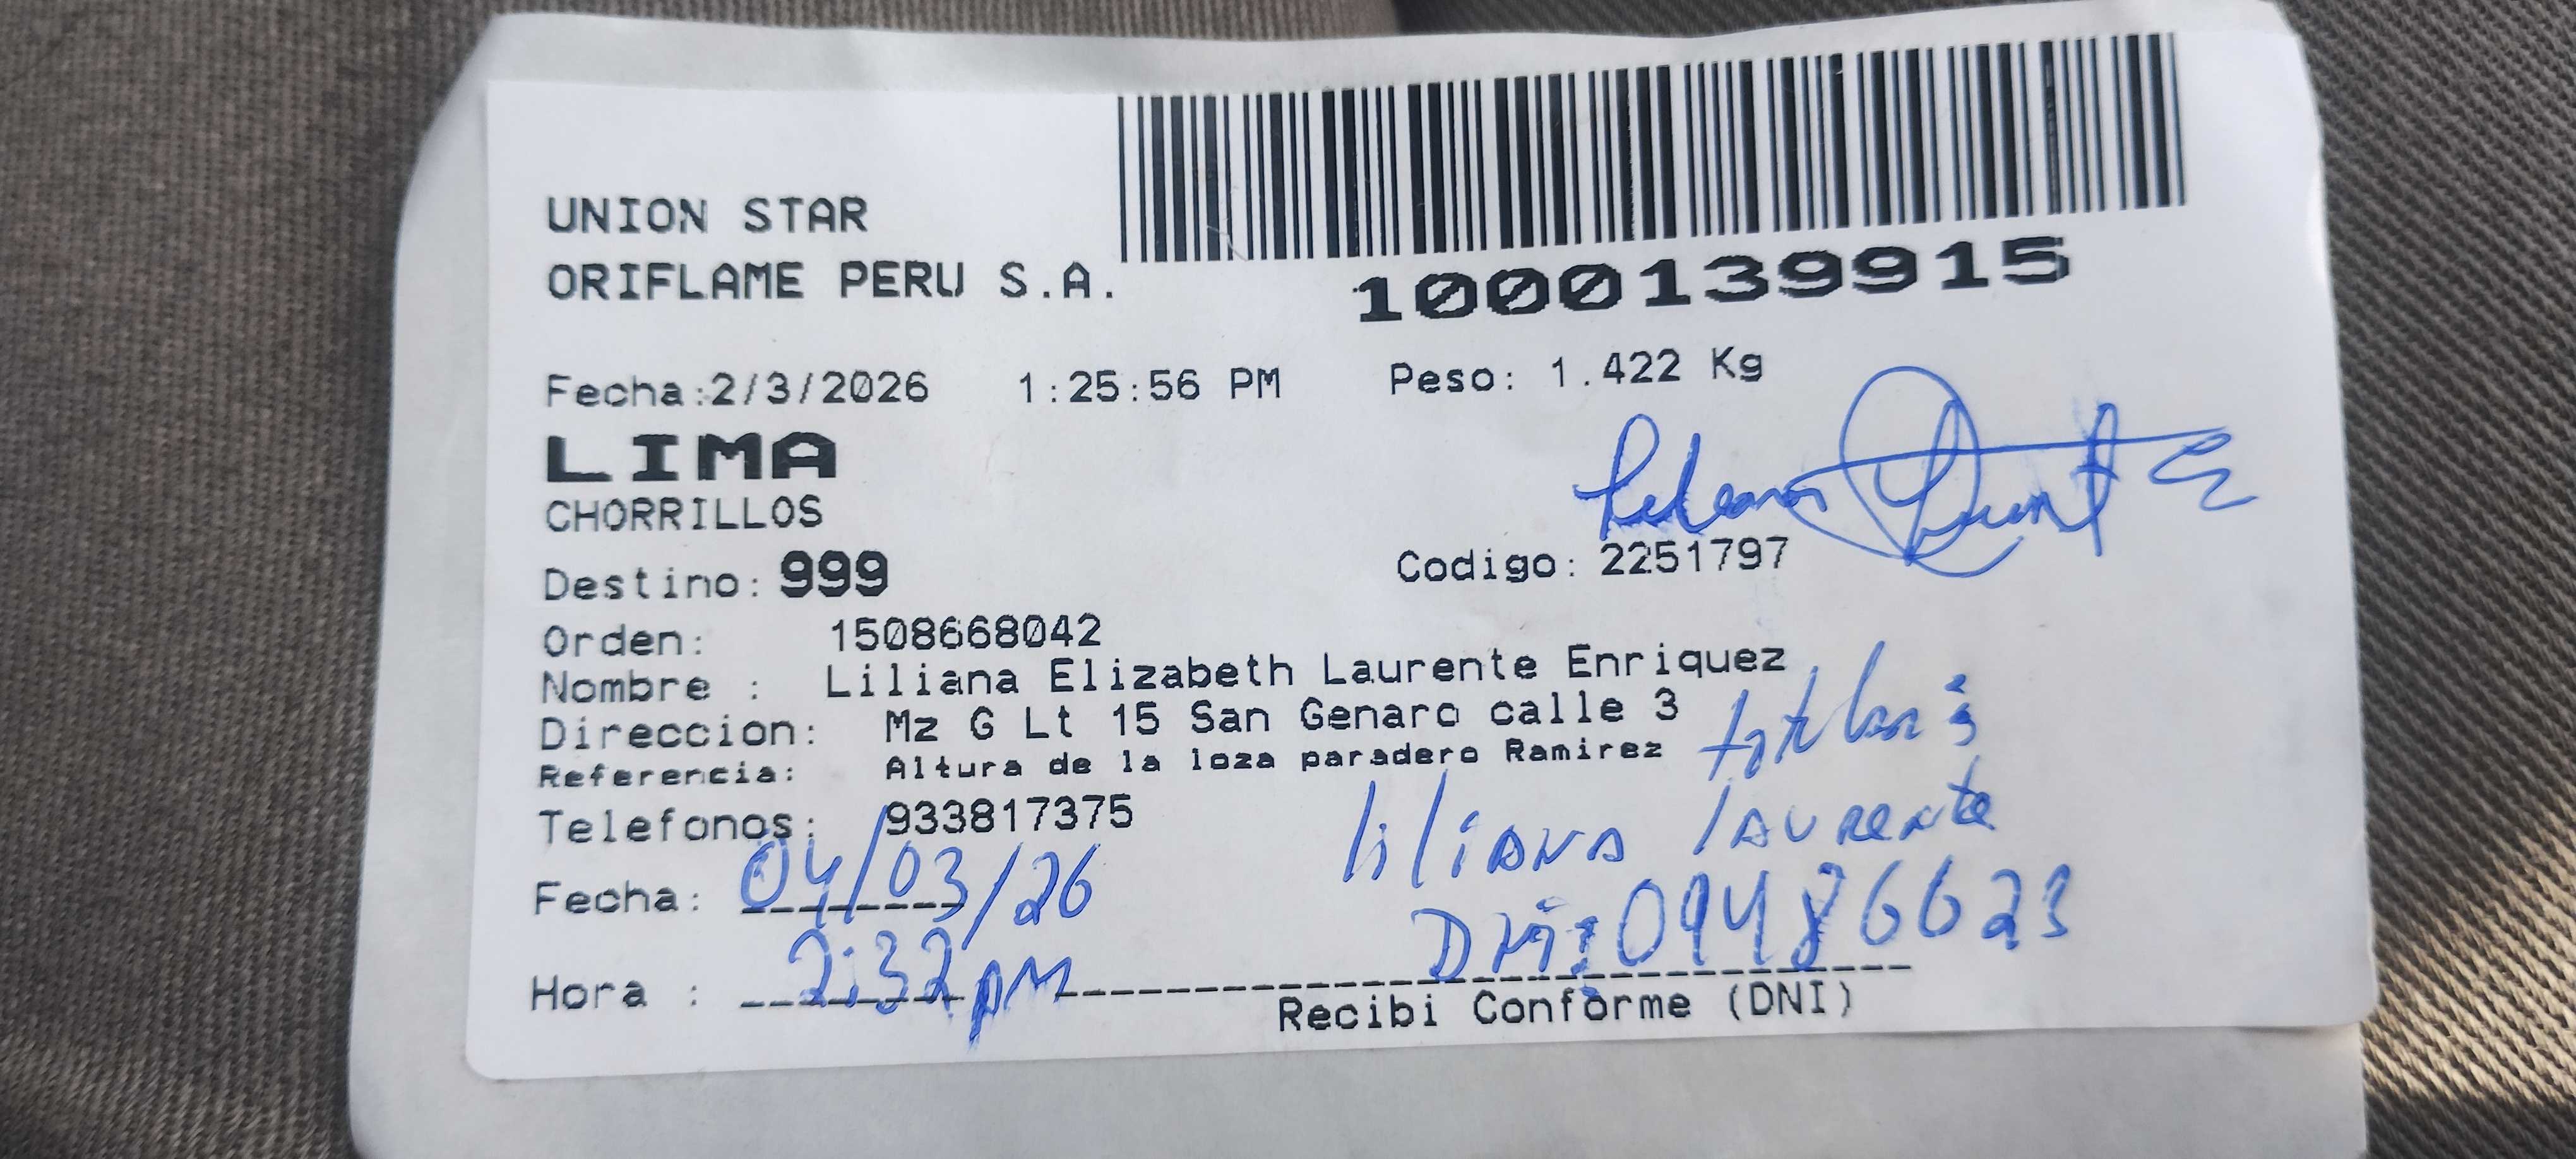 UNION STAR
ORIFLAME PERU S.A.
1000139915
Fecha:2/3/2026 1:25:56 PM Peso: 1.422 Kg
LIMA
CHORRILLOS
Destino: 999 Codigo: 2251797
Orden: 1508668042
Nombre : Liliana Elizabeth Laurente Enriquez
Direccion: Mz G Lt 15 San Genaro calle 3
Referencia: Altura de la loza paradero Ramirez
Telefonos: 933817375
liliana laurente
Fecha: 04/03/26
DNI: 09486623
Hora : 2:32 pM
Recibi Conforme (DNI)